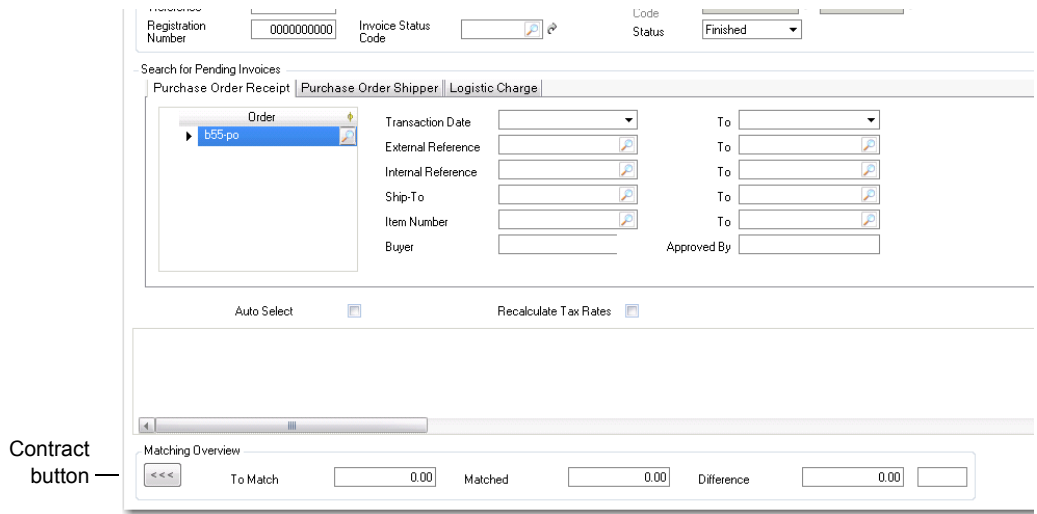 Code
Registration Number 0000000000 Invoice Status Code Status Finished
Search for Pending Invoices
Purchase Order Receipt Purchase Order Shipper Logistic Charge
Order
b55-po
Transaction Date To
External Reference To
Internal Reference To
Ship-To To
Item Number To
Buyer Approved By
Auto Select Recalculate Tax Rates
Contract button
Matching Overview
<<< To Match 0.00 Matched 0.00 Difference 0.00